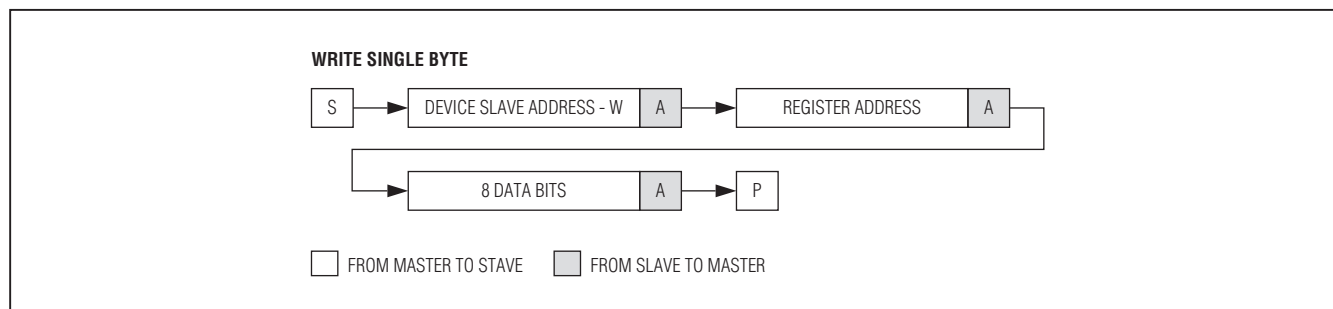 WRITE SINGLE BYTE
S DEVICE SLAVE ADDRESS - W A REGISTER ADDRESS A
8 DATA BITS A P
FROM MASTER TO STAVE FROM SLAVE TO MASTER